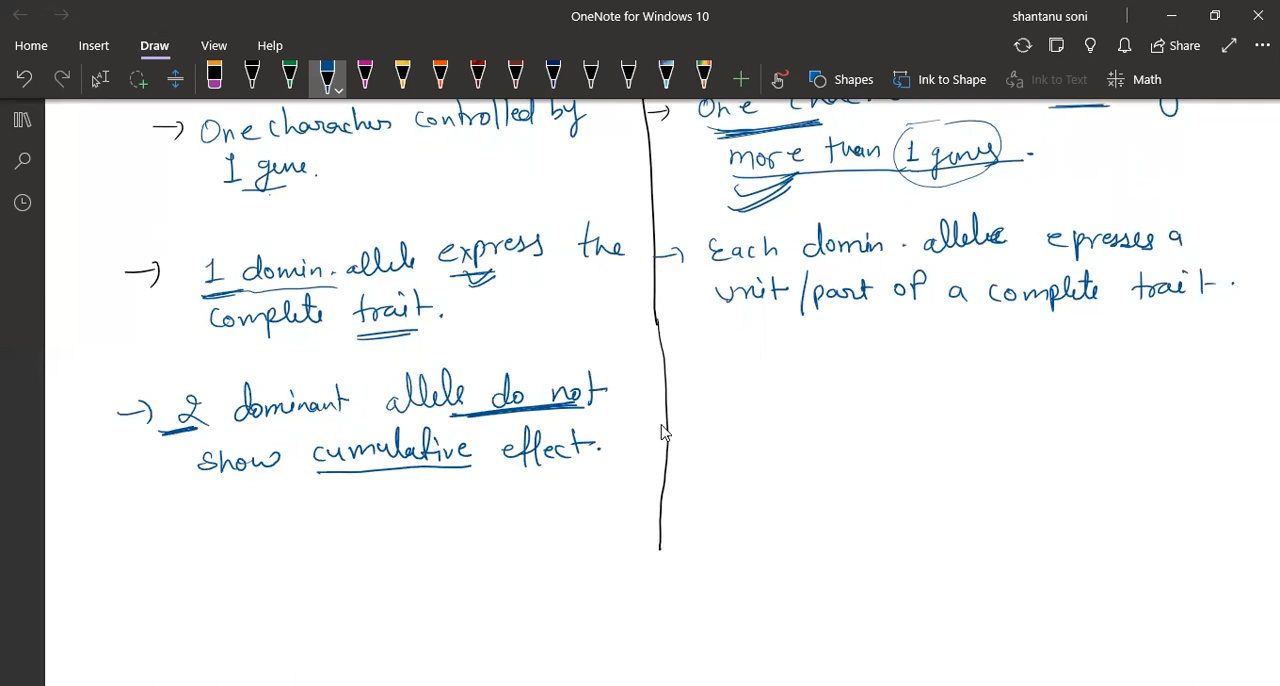 OneNote for Windows 10
shantanu soni
Home Insert Draw View Help
Share
Shapes Ink to Shape Ink to Text Math
→ One character controlled by
1 gene.
→ 1 domin. allele express the
complete trait.
→ 2 dominant allele do not
show cumulative effect.
→ One
more than 1 genes.
→ Each domin. allele epresses a
unit/part of a complete trait.